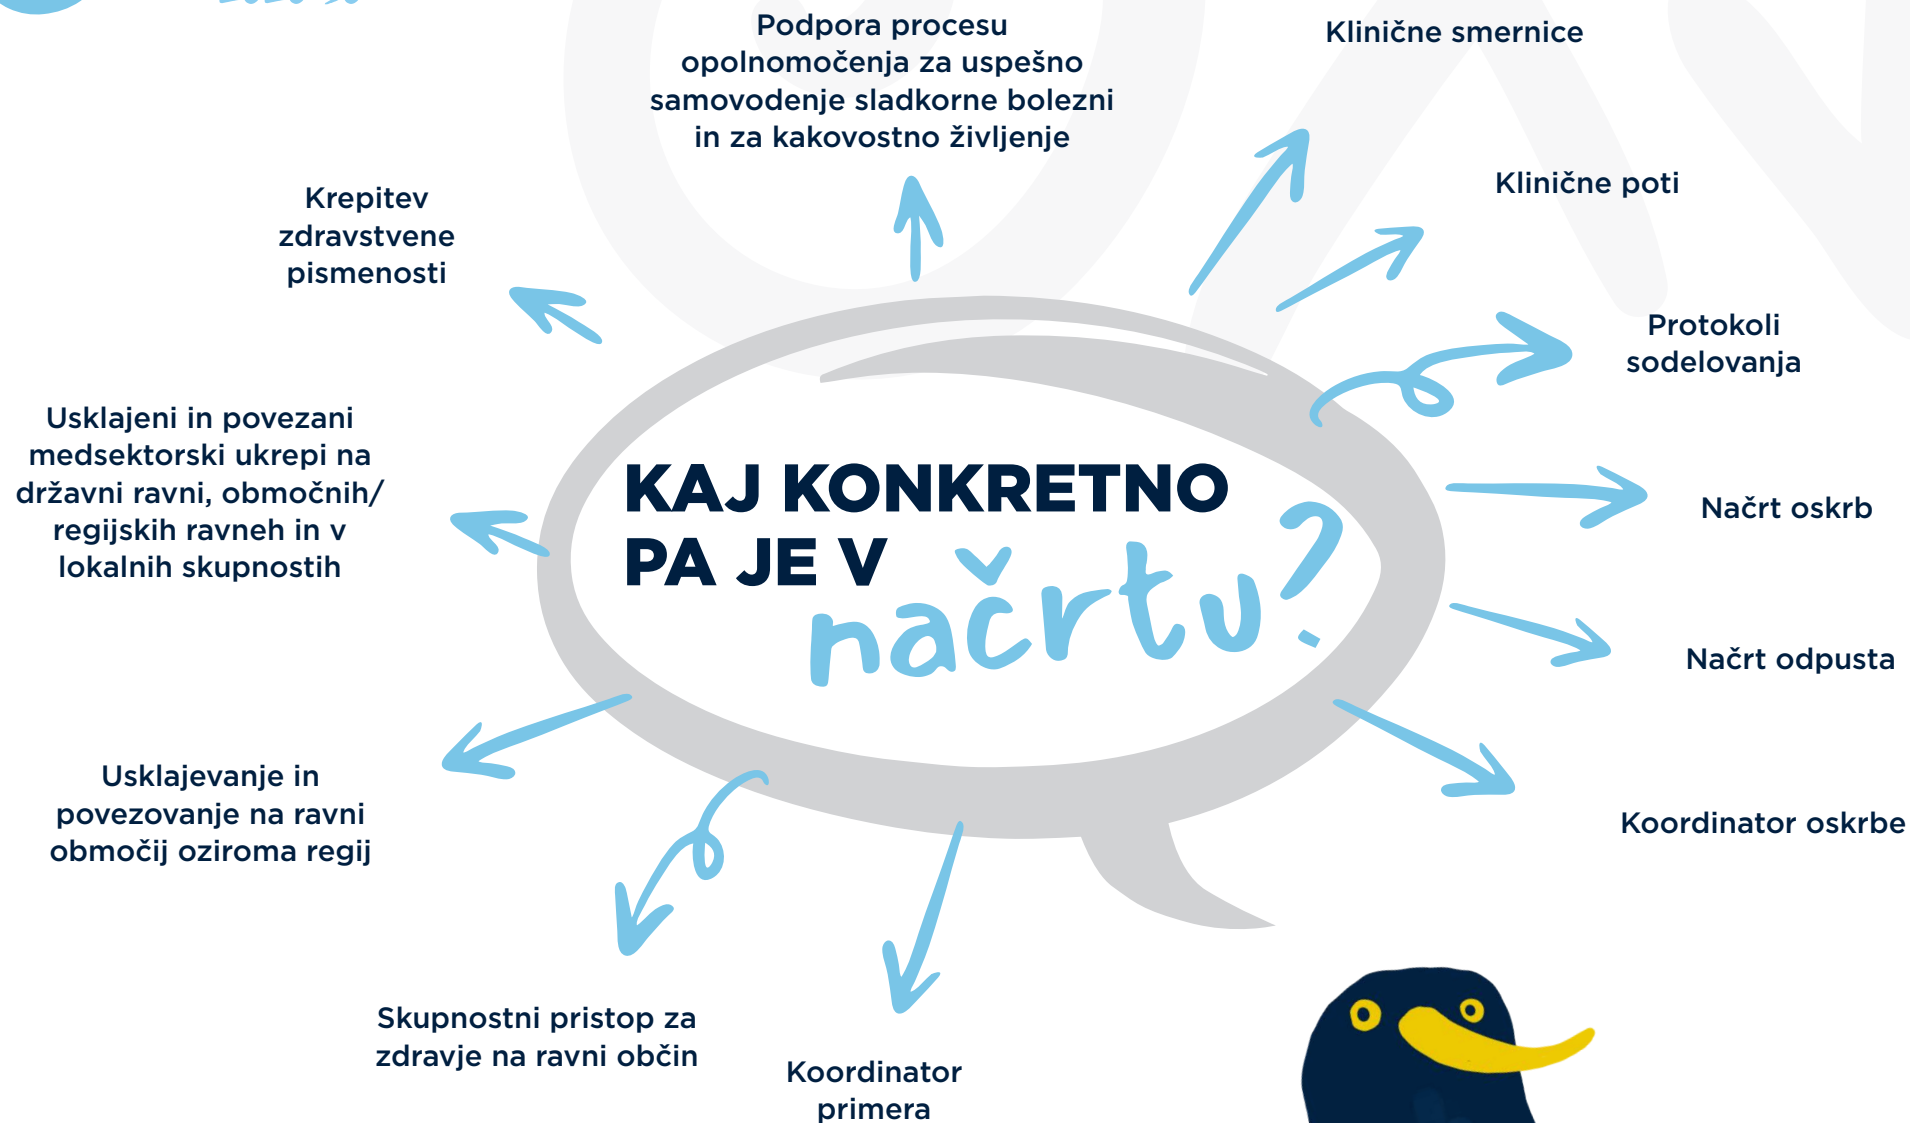 Podpora procesu
opolnomočenja za uspešno
samovodenje sladkorne bolezni
in za kakovostno življenje
Klinične smernice
Klinične poti
Krepitev
zdravstvene
pismenosti
Protokoli
sodelovanja
Usklajeni in povezani
medsektorski ukrepi na
državni ravni, območnih/
regijskih ravneh in v
lokalnih skupnostih
KAJ KONKRETNO
PA JE V
načrtu?
Načrt oskrb
Načrt odpusta
Usklajevanje in
povezovanje na ravni
območij oziroma regij
Koordinator oskrbe
Skupnostni pristop za
zdravje na ravni občin
Koordinator
primera